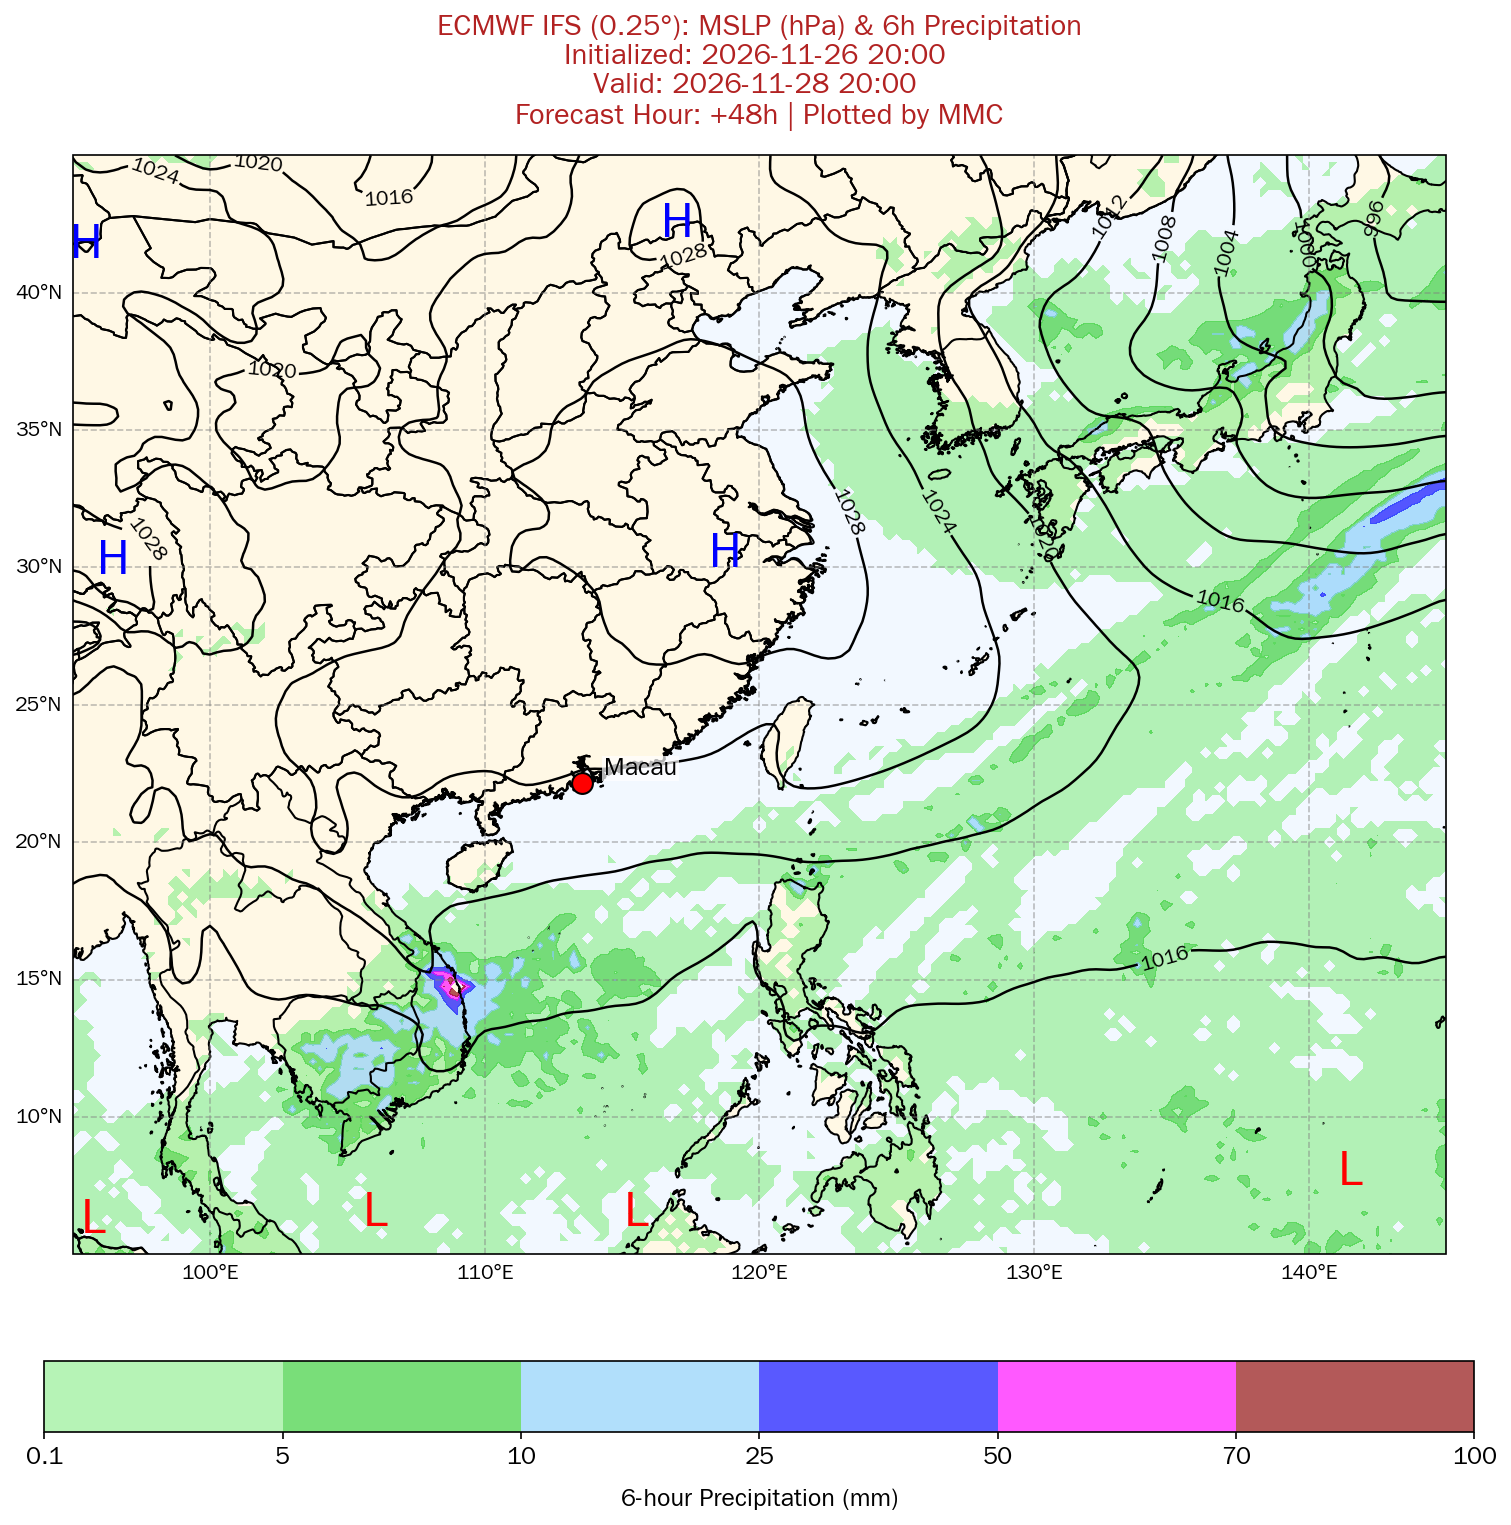 ECMWF IFS (0.25°): MSLP (hPa) & 6h Precipitation
Initialized: 2026-11-26 20:00
Valid: 2026-11-28 20:00
Forecast Hour: +48h | Plotted by MMC
1024
1020
1016
H
H
1028
1012
1008
1004
1000
996
40°N
1020
35°N
1028
H
H
1028
1024
1020
30°N
1016
25°N
Macau
20°N
1016
15°N
10°N
L
L
L
L
100°E
110°E
120°E
130°E
140°E
0.1
5
10
25
50
70
100
6-hour Precipitation (mm)